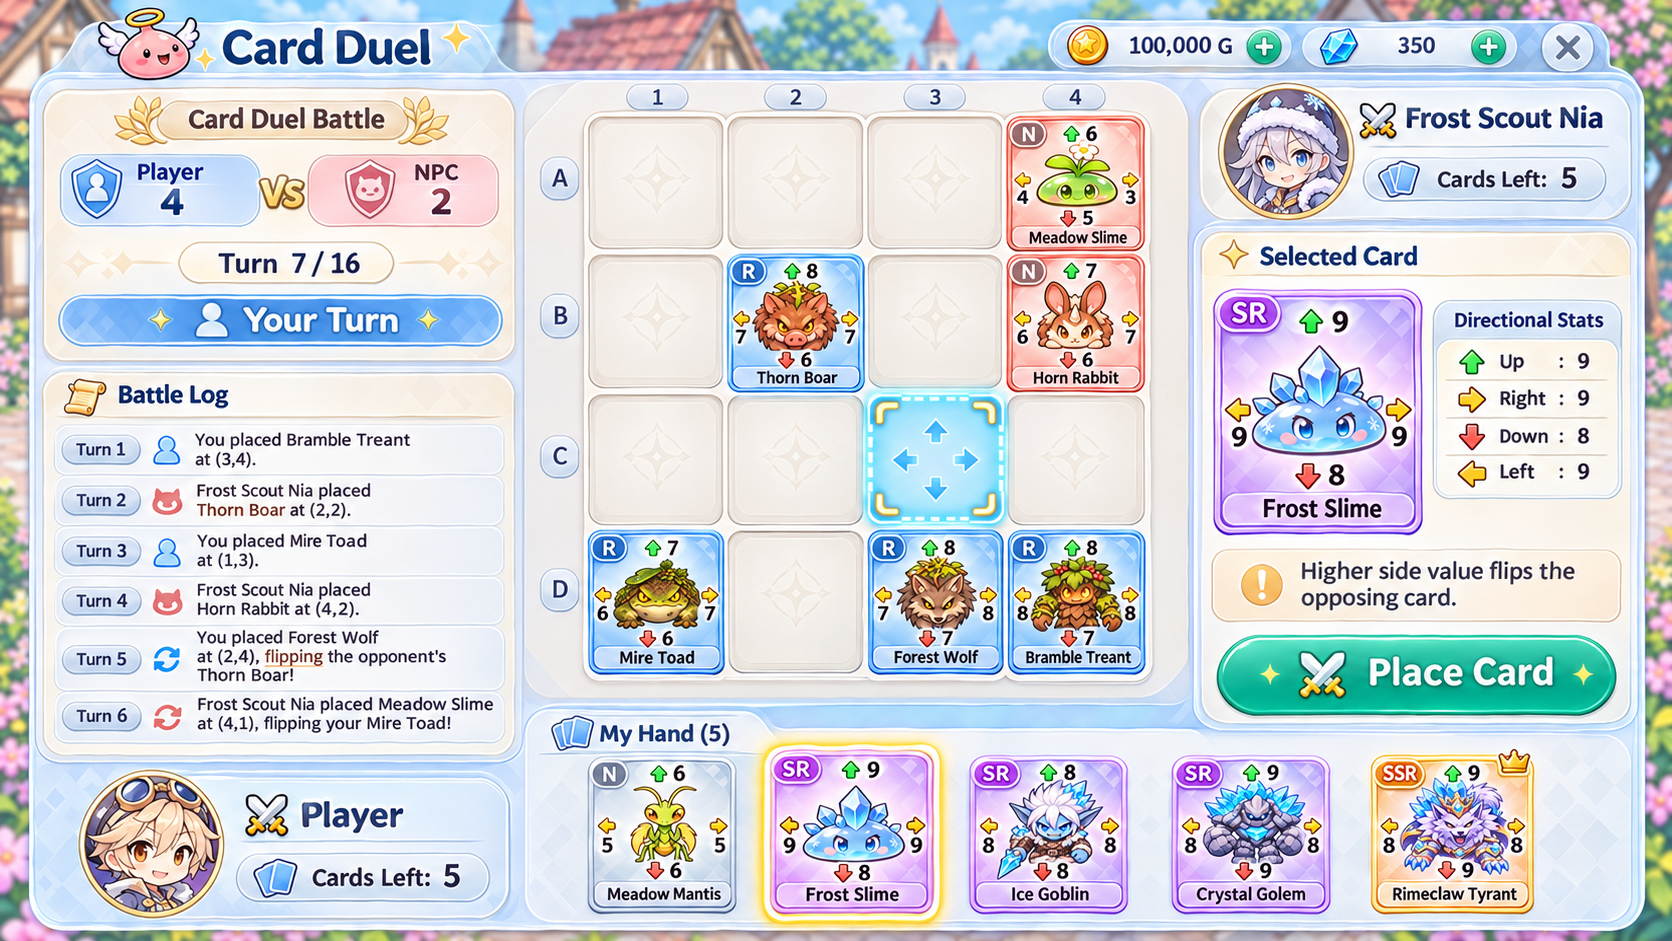 Card Duel
100,000 G
350
Card Duel Battle
Player
4
VS
NPC
2
Turn 7 / 16
Your Turn
Battle Log
Turn 1
You placed Bramble Treant
at (3,4).
Turn 2
Frost Scout Nia placed
Thorn Boar at (2,2).
Turn 3
You placed Mire Toad
at (1,3).
Turn 4
Frost Scout Nia placed
Horn Rabbit at (4,2).
Turn 5
You placed Forest Wolf
at (2,4), flipping the opponent's
Thorn Boar!
Turn 6
Frost Scout Nia placed Meadow Slime
at (4,1), flipping your Mire Toad!
Player
Cards Left: 5
1 2 3 4
A
N
6
4
3
5
Meadow Slime
B
R
8
7
7
6
Thorn Boar
N
7
6
7
6
Horn Rabbit
C
D
R
7
6
7
6
Mire Toad
R
8
7
8
7
Forest Wolf
R
8
8
8
7
Bramble Treant
My Hand (5)
N
6
5
5
6
Meadow Mantis
SR
9
9
9
8
Frost Slime
SR
8
8
8
8
Ice Goblin
SR
9
8
8
9
Crystal Golem
SSR
9
8
8
9
Rimeclaw Tyrant
Frost Scout Nia
Cards Left: 5
Selected Card
SR
9
9
9
8
Frost Slime
Directional Stats
Up : 9
Right : 9
Down : 8
Left : 9
Higher side value flips the
opposing card.
Place Card